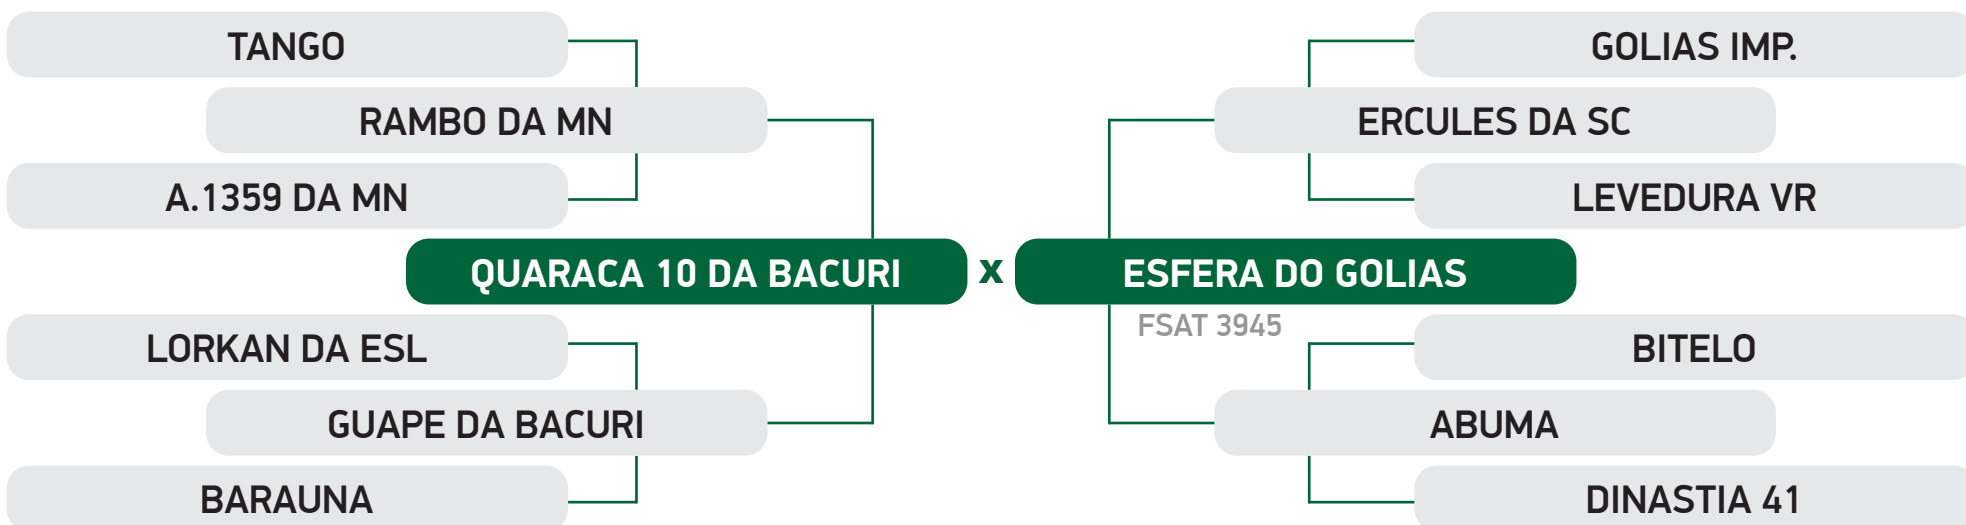 TANGO
GOLIAS IMP.
RAMBO DA MN
ERCULES DA SC
A.1359 DA MN
LEVEDURA VR
QUARACA 10 DA BACURI x ESFERA DO GOLIAS
FSAT 3945
LORKAN DA ESL
BITELO
GUAPE DA BACURI
ABUMA
BARAUNA
DINASTIA 41